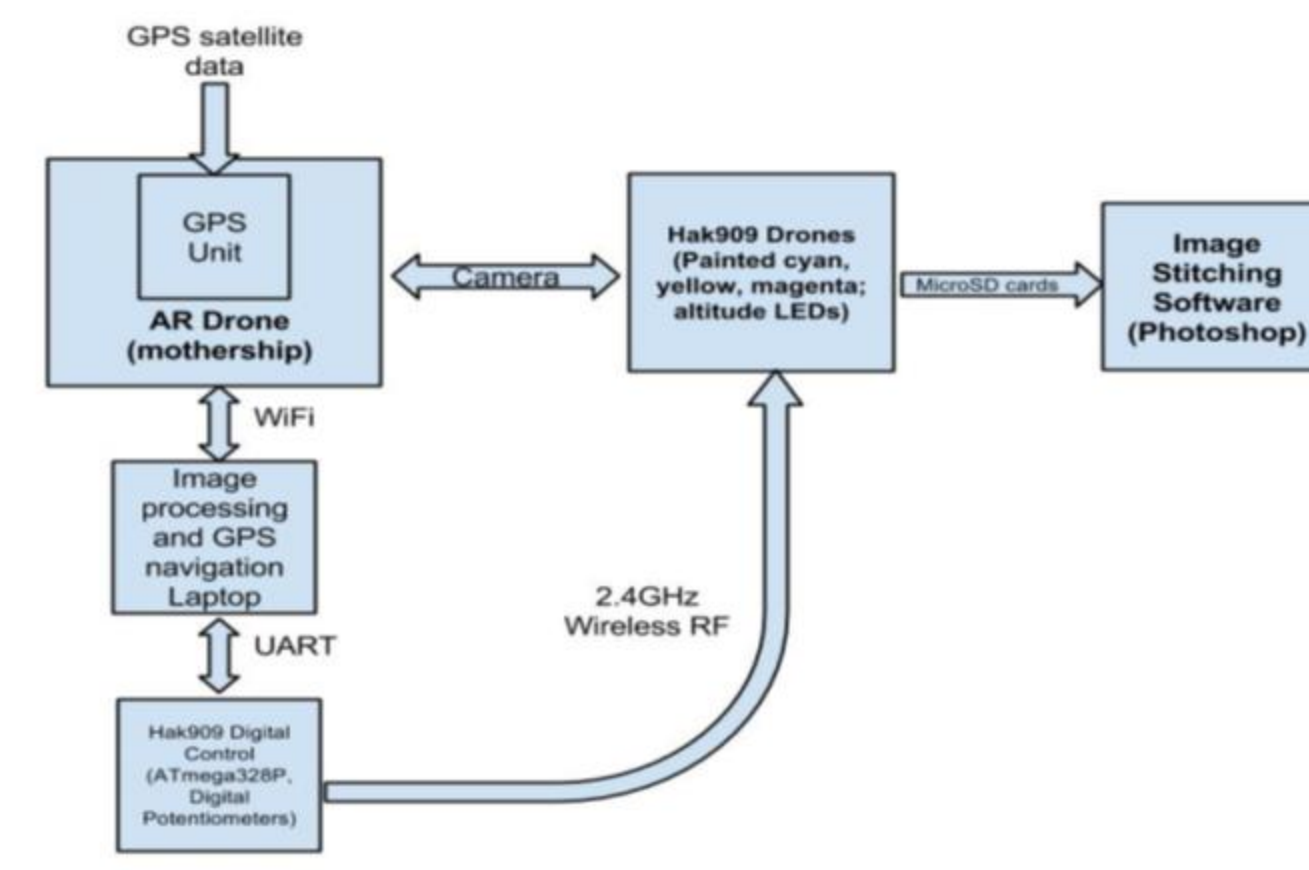 GPS satellite
data
GPS
Unit
AR Drone
(mothership)
Camera
Hak909 Drones
(Painted cyan,
yellow, magenta;
altitude LEDs)
MicroSD cards
Image
Stitching
Software
(Photoshop)
WiFi
Image
processing
and GPS
navigation
Laptop
UART
2.4GHz
Wireless RF
Hak909 Digital
Control
(ATmega328P,
Digital
Potentiometers)